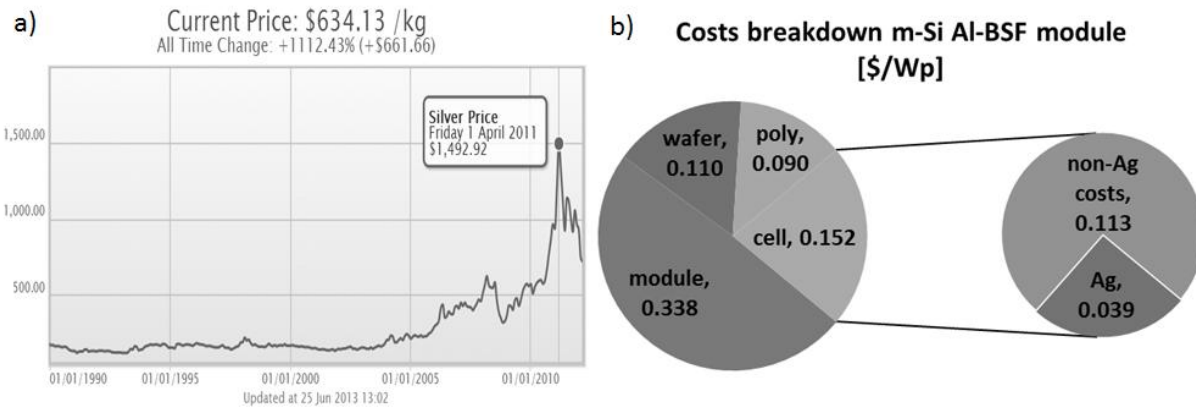 a)
Current Price: $634.13 /kg
All Time Change: +1112.43% (+$661.66)
Silver Price
Friday 1 April 2011
$1,492.92
1,500.00
1,000.00
500.00
01/01/1990
01/01/1995
01/01/2000
01/01/2005
01/01/2010
Updated at 25 Jun 2013 13:02
b)
Costs breakdown m-Si Al-BSF module
[$/Wp]
wafer,
0.110
poly,
0.090
cell, 0.152
module,
0.338
non-Ag
costs,
0.113
Ag,
0.039